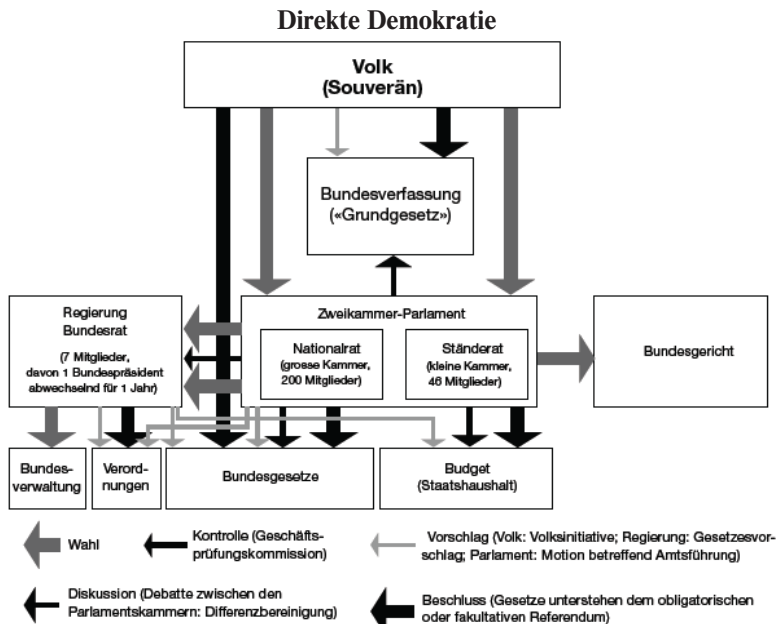 Direkte Demokratie
Volk
(Souverän)
Bundesverfassung
(«Grundgesetz»)
Regierung
Bundesrat
(7 Mitglieder,
davon 1 Bundespräsident
abwechselnd für 1 Jahr)
Zweikammer-Parlament
Nationalrat
(grosse Kammer,
200 Mitglieder)
Ständerat
(kleine Kammer,
46 Mitglieder)
Bundesgericht
Bundes-
verwaltung
Verord-
nungen
Bundesgesetze
Budget
(Staatshaushalt)
Wahl
Kontrolle (Geschäfts-
prüfungskommission)
Vorschlag (Volk: Volksinitiative; Regierung: Gesetzesvor-
schlag; Parlament: Motion betreffend Amtsführung)
Diskussion (Debatte zwischen den
Parlamentskammern: Differenzbereinigung)
Beschluss (Gesetze unterstehen dem obligatorischen
oder fakultativen Referendum)